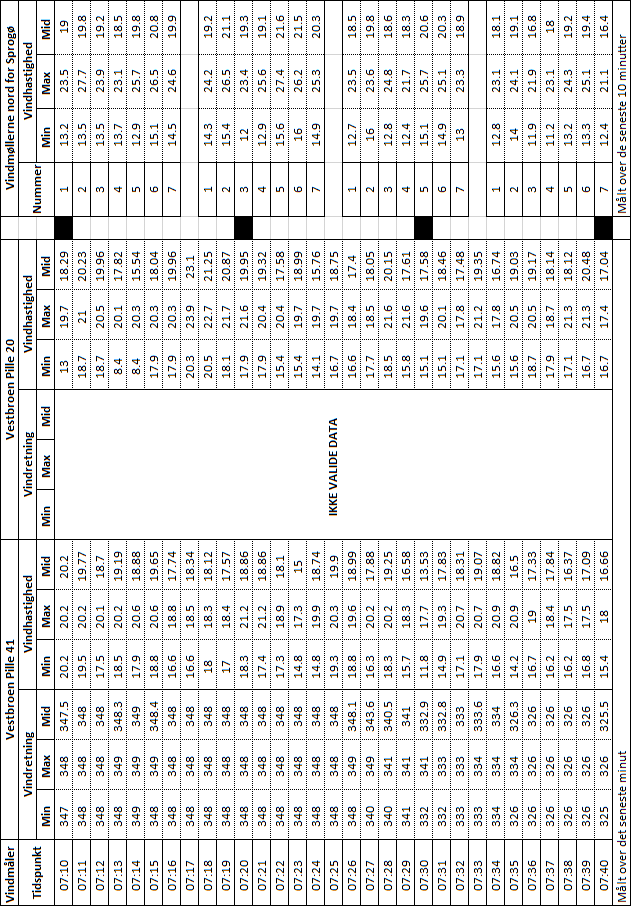 Vindmåler Vestbroen Pille 41 Vestbroen Pille 20 Vindmøllerne nord for Sprogø
Tidspunkt Vindretning Vindhastighed Vindretning Vindhastighed Nummer Vindhastighed
Min Max Mid Min Max Mid Min Max Mid Min Max Mid Min Max Mid
07:10 347 348 347.5 20.2 20.2 20.2 13 19.7 18.29 1 13.2 23.5 19
07:11 348 348 348 19.5 20.2 19.77 18.7 21 20.23 2 13.5 27.7 19.8
07:12 348 348 348 17.5 20.1 18.7 18.7 20.5 19.96 3 13.5 23.9 19.2
07:13 348 349 348.3 18.5 20.2 19.19 8.4 20.1 17.82 4 13.7 23.1 18.5
07:14 349 349 349 17.9 20.6 18.88 8.4 20.3 15.54 5 12.9 25.7 19.8
07:15 348 349 348.4 18.8 20.6 19.65 17.9 20.3 18.04 6 15.1 26.5 20.8
07:16 348 348 348 16.6 18.8 17.74 17.9 20.3 19.96 7 14.5 24.6 19.9
07:17 348 348 348 16.6 18.5 18.34 20.3 23.9 23.1
07:18 348 348 348 18 18.3 18.12 20.5 22.7 21.25 1 14.3 24.2 19.2
07:19 348 348 348 17 18.4 17.57 18.1 21.7 20.87 2 15.4 26.5 21.1
07:20 348 348 348 18.3 21.2 18.86 17.9 21.6 19.95 3 12 23.4 19.3
07:21 348 348 348 17.4 21.2 18.86 17.9 20.4 19.32 4 12.9 25.6 19.1
07:22 348 348 348 17.3 18.9 18.1 15.4 20.4 17.58 5 15.6 27.4 21.6
07:23 348 348 348 14.8 17.3 15 15.4 19.7 18.99 6 16 26.2 21.5
07:24 348 348 348 14.8 19.9 18.74 14.1 19.7 15.76 7 14.9 25.3 20.3
07:25 348 348 348 19.3 20.3 19.9 IKKE VALIDE DATA 16.7 19.7 18.75
07:26 348 349 348.1 18.8 19.6 18.99 16.6 18.4 17.4 1 12.7 23.5 18.5
07:27 340 349 343.6 16.3 20.2 17.88 17.7 18.5 18.05 2 16 23.6 19.8
07:28 340 341 340.5 18.3 20.2 19.25 18.5 21.6 20.15 3 12.8 24.8 18.6
07:29 341 341 341 15.7 18.3 16.58 15.8 21.6 17.61 4 12.4 21.7 18.3
07:30 332 341 332.9 11.8 17.7 13.53 15.1 19.6 17.58 5 15.1 25.7 20.6
07:31 332 333 332.8 14.9 19.3 17.83 15.1 20.1 18.46 6 14.9 25.1 20.3
07:32 333 333 333 17.1 20.7 18.31 17.1 17.8 17.48 7 13 23.3 18.9
07:33 333 334 333.6 17.9 20.7 19.07 17.1 21.2 19.35
07:34 334 334 334 16.6 20.9 18.82 15.6 17.8 16.74 1 12.8 23.1 18.1
07:35 326 334 326.3 14.2 20.9 16.5 15.6 20.5 19.03 2 14 24.1 19.1
07:36 326 326 326 16.7 19 17.33 18.7 20.5 19.17 3 11.9 21.9 16.8
07:37 326 326 326 16.2 18.4 17.84 17.9 18.7 18.14 4 11.2 23.1 18
07:38 326 326 326 16.2 17.5 16.37 17.1 21.3 18.12 5 13.2 24.3 19.2
07:39 326 326 326 16.8 17.5 17.09 16.7 21.3 20.48 6 13.3 25.1 19.4
07:40 325 326 325.5 15.4 18 16.66 16.7 17.4 17.04 7 12.4 21.1 16.4
Målt over det seneste minut Målt over de seneste 10 minutter